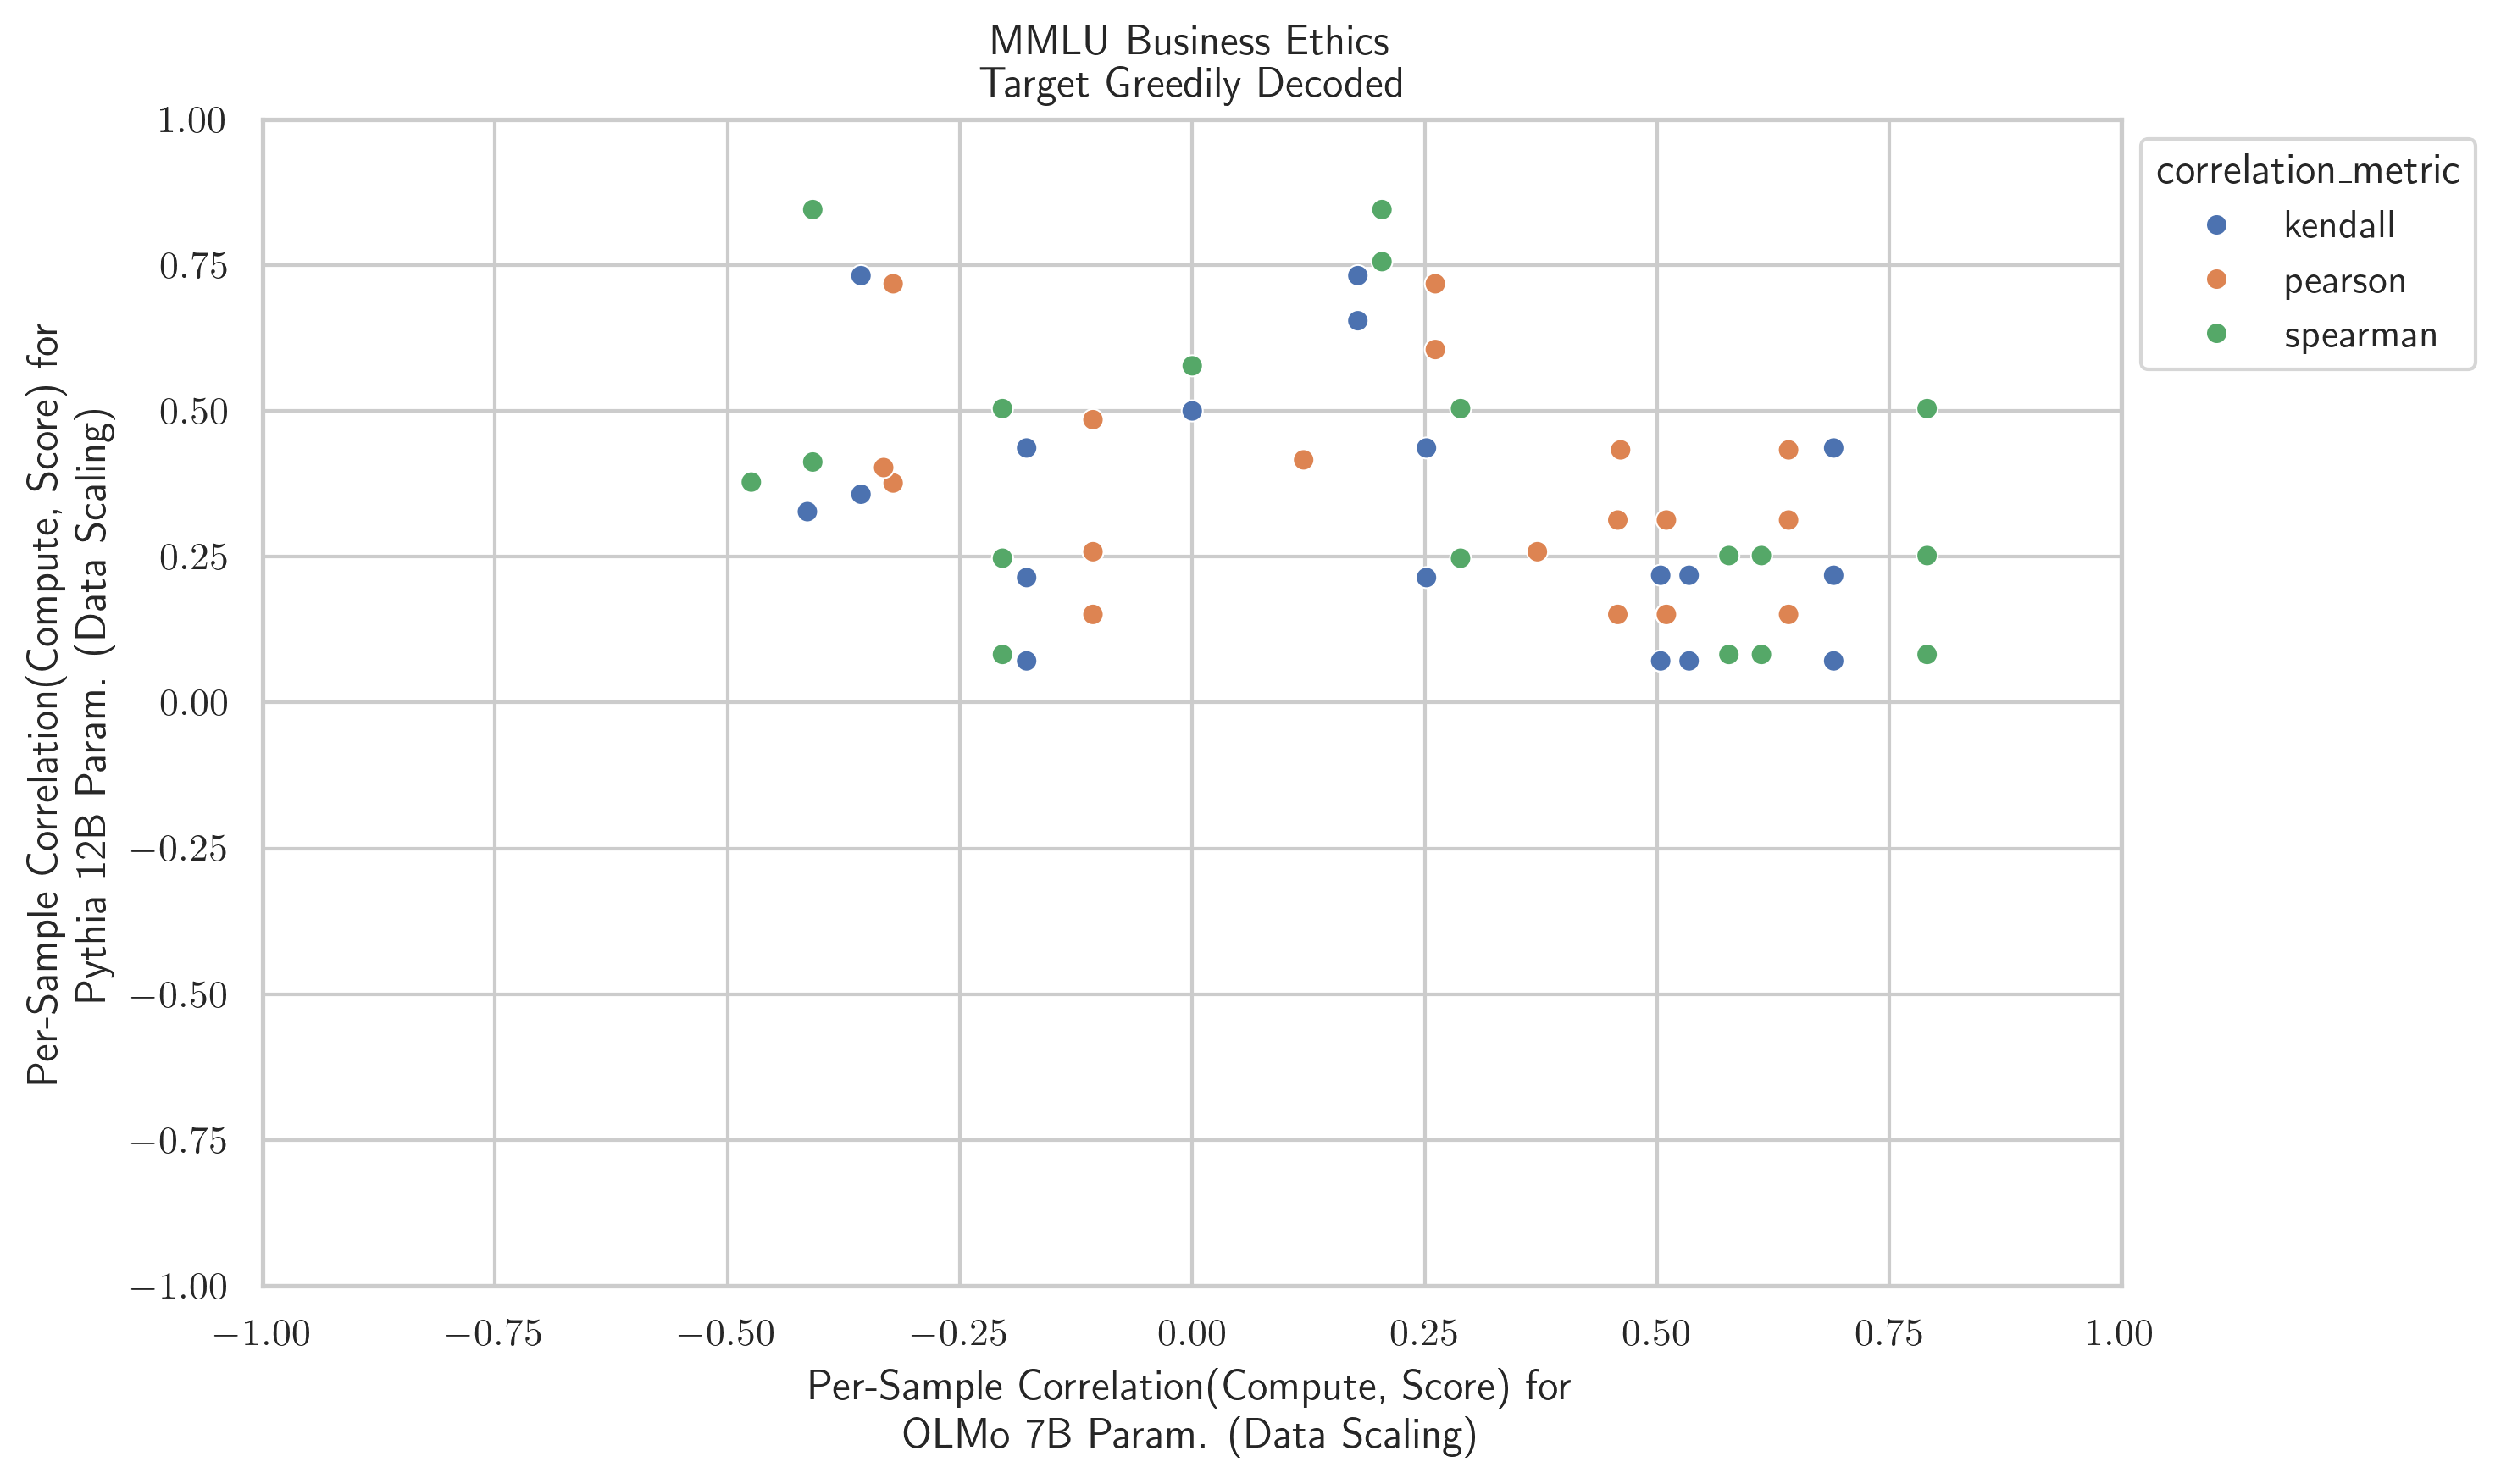 MMLU Business Ethics
Target Greedily Decoded
Per-Sample Correlation(Compute, Score) for
Pythia 12B Param. (Data Scaling)
1.00
0.75
0.50
0.25
0.00
−0.25
−0.50
−0.75
−1.00
−1.00 −0.75 −0.50 −0.25 0.00 0.25 0.50 0.75 1.00
Per-Sample Correlation(Compute, Score) for
OLMo 7B Param. (Data Scaling)
correlation_metric
kendall
pearson
spearman